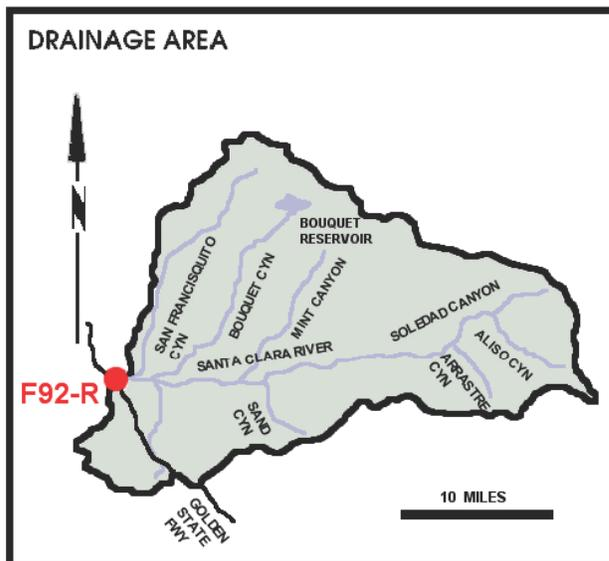 DRAINAGE AREA
N
BOUQUET
RESERVOIR
SAN FRANCISQUITO
CYN
BOUQUET CYN
MINT CANYON
SOLEDAD CANYON
SANTA CLARA RIVER
ALISO CYN
ARRASTRE
CYN
F92-R
SAND
CYN
GOLDEN
STATE
FWY
10 MILES